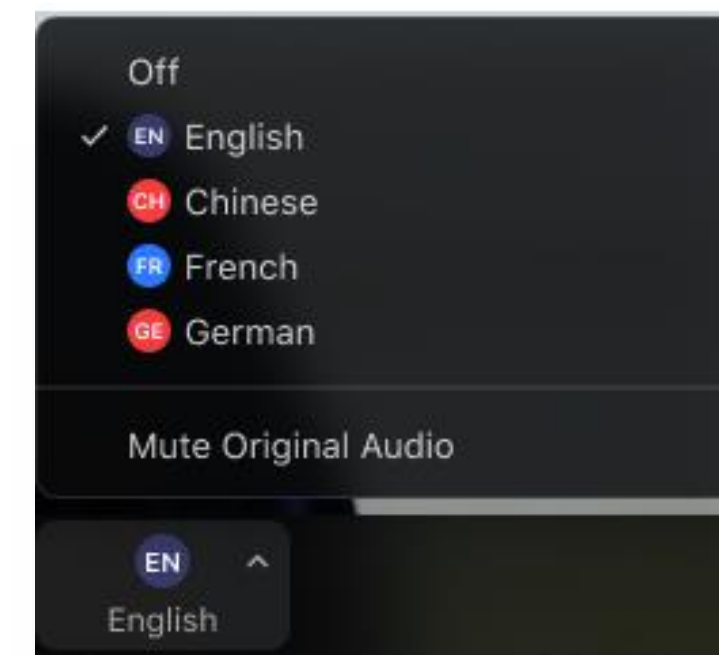 Off
EN English
CH Chinese
FR French
GE German
Mute Original Audio
EN
English